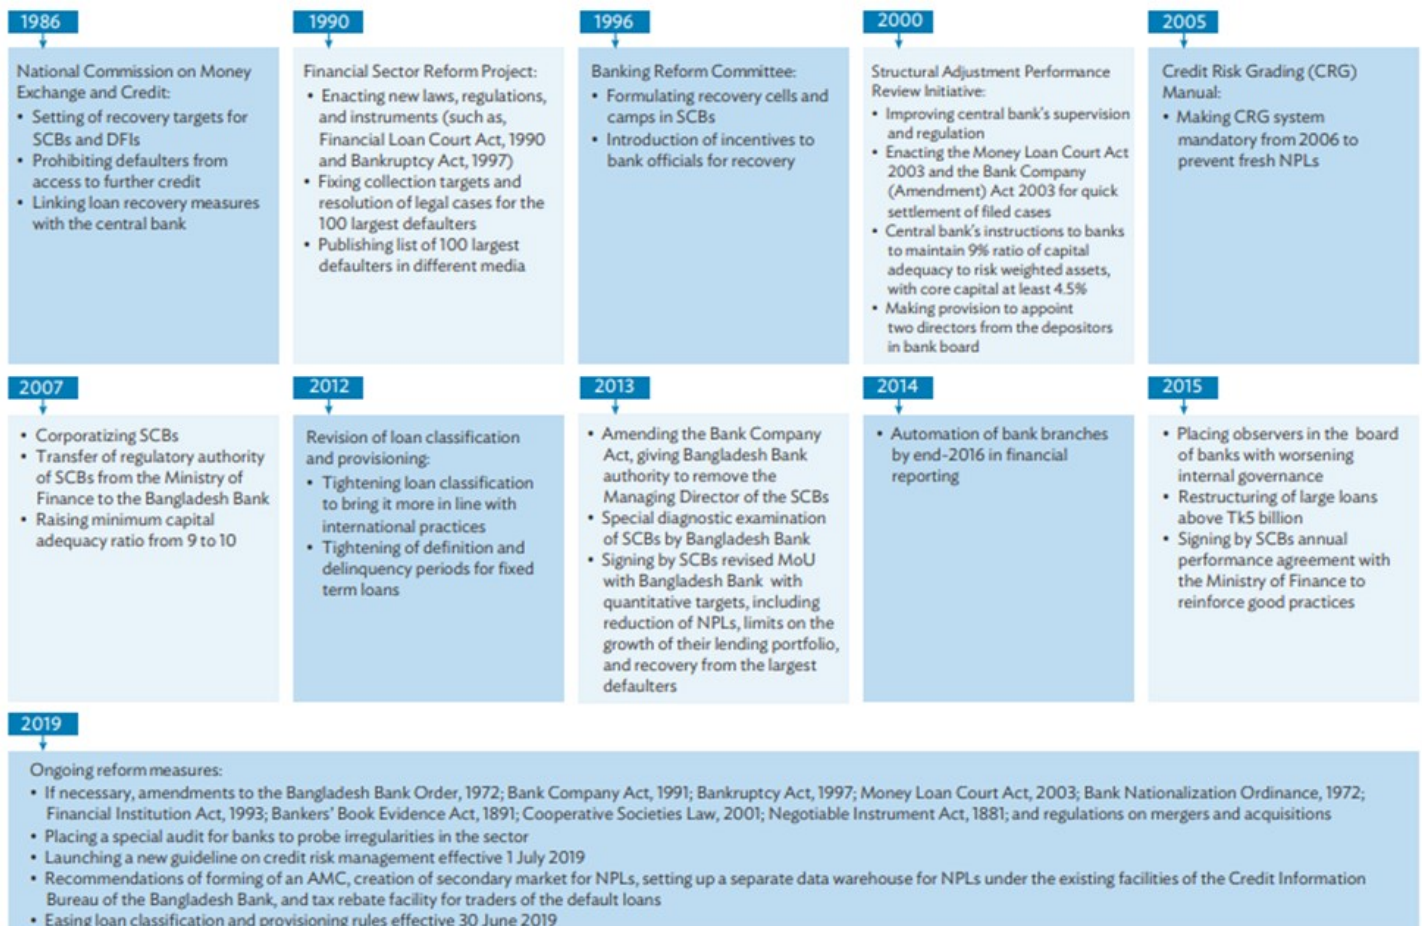 1986
National Commission on Money
Exchange and Credit:
• Setting of recovery targets for
SCBs and DFIs
• Prohibiting defaulters from
access to further credit
• Linking loan recovery measures
with the central bank
1990
Financial Sector Reform Project:
• Enacting new laws, regulations,
and instruments (such as,
Financial Loan Court Act, 1990
and Bankruptcy Act, 1997)
• Fixing collection targets and
resolution of legal cases for the
100 largest defaulters
• Publishing list of 100 largest
defaulters in different media
1996
Banking Reform Committee:
• Formulating recovery cells and
camps in SCBs
• Introduction of incentives to
bank officials for recovery
2000
Structural Adjustment Performance
Review Initiative:
• Improving central bank's supervision
and regulation
• Enacting the Money Loan Court Act
2003 and the Bank Company
(Amendment) Act 2003 for quick
settlement of filed cases
• Central bank's instructions to banks
to maintain 9% ratio of capital
adequacy to risk weighted assets,
with core capital at least 4.5%
• Making provision to appoint
two directors from the depositors
in bank board
2005
Credit Risk Grading (CRG)
Manual:
• Making CRG system
mandatory from 2006 to
prevent fresh NPLs
2007
• Corporatizing SCBs
• Transfer of regulatory authority
of SCBs from the Ministry of
Finance to the Bangladesh Bank
• Raising minimum capital
adequacy ratio from 9 to 10
2012
Revision of loan classification
and provisioning:
• Tightening loan classification
to bring it more in line with
international practices
• Tightening of definition and
delinquency periods for fixed
term loans
2013
• Amending the Bank Company
Act, giving Bangladesh Bank
authority to remove the
Managing Director of the SCBs
• Special diagnostic examination
of SCBs by Bangladesh Bank
• Signing by SCBs revised MoU
with Bangladesh Bank with
quantitative targets, including
reduction of NPLs, limits on the
growth of their lending portfolio,
and recovery from the largest
defaulters
2014
• Automation of bank branches
by end-2016 in financial
reporting
2015
• Placing observers in the board
of banks with worsening
internal governance
• Restructuring of large loans
above Tk5 billion
• Signing by SCBs annual
performance agreement with
the Ministry of Finance to
reinforce good practices
2019
Ongoing reform measures:
• If necessary, amendments to the Bangladesh Bank Order, 1972; Bank Company Act, 1991; Bankruptcy Act, 1997; Money Loan Court Act, 2003; Bank Nationalization Ordinance, 1972;
Financial Institution Act, 1993; Bankers' Book Evidence Act, 1891; Cooperative Societies Law, 2001; Negotiable Instrument Act, 1881; and regulations on mergers and acquisitions
• Placing a special audit for banks to probe irregularities in the sector
• Launching a new guideline on credit risk management effective 1 July 2019
• Recommendations of forming of an AMC, creation of secondary market for NPLs, setting up a separate data warehouse for NPLs under the existing facilities of the Credit Information
Bureau of the Bangladesh Bank, and tax rebate facility for traders of the default loans
• Easing loan classification and provisioning rules effective 30 June 2019